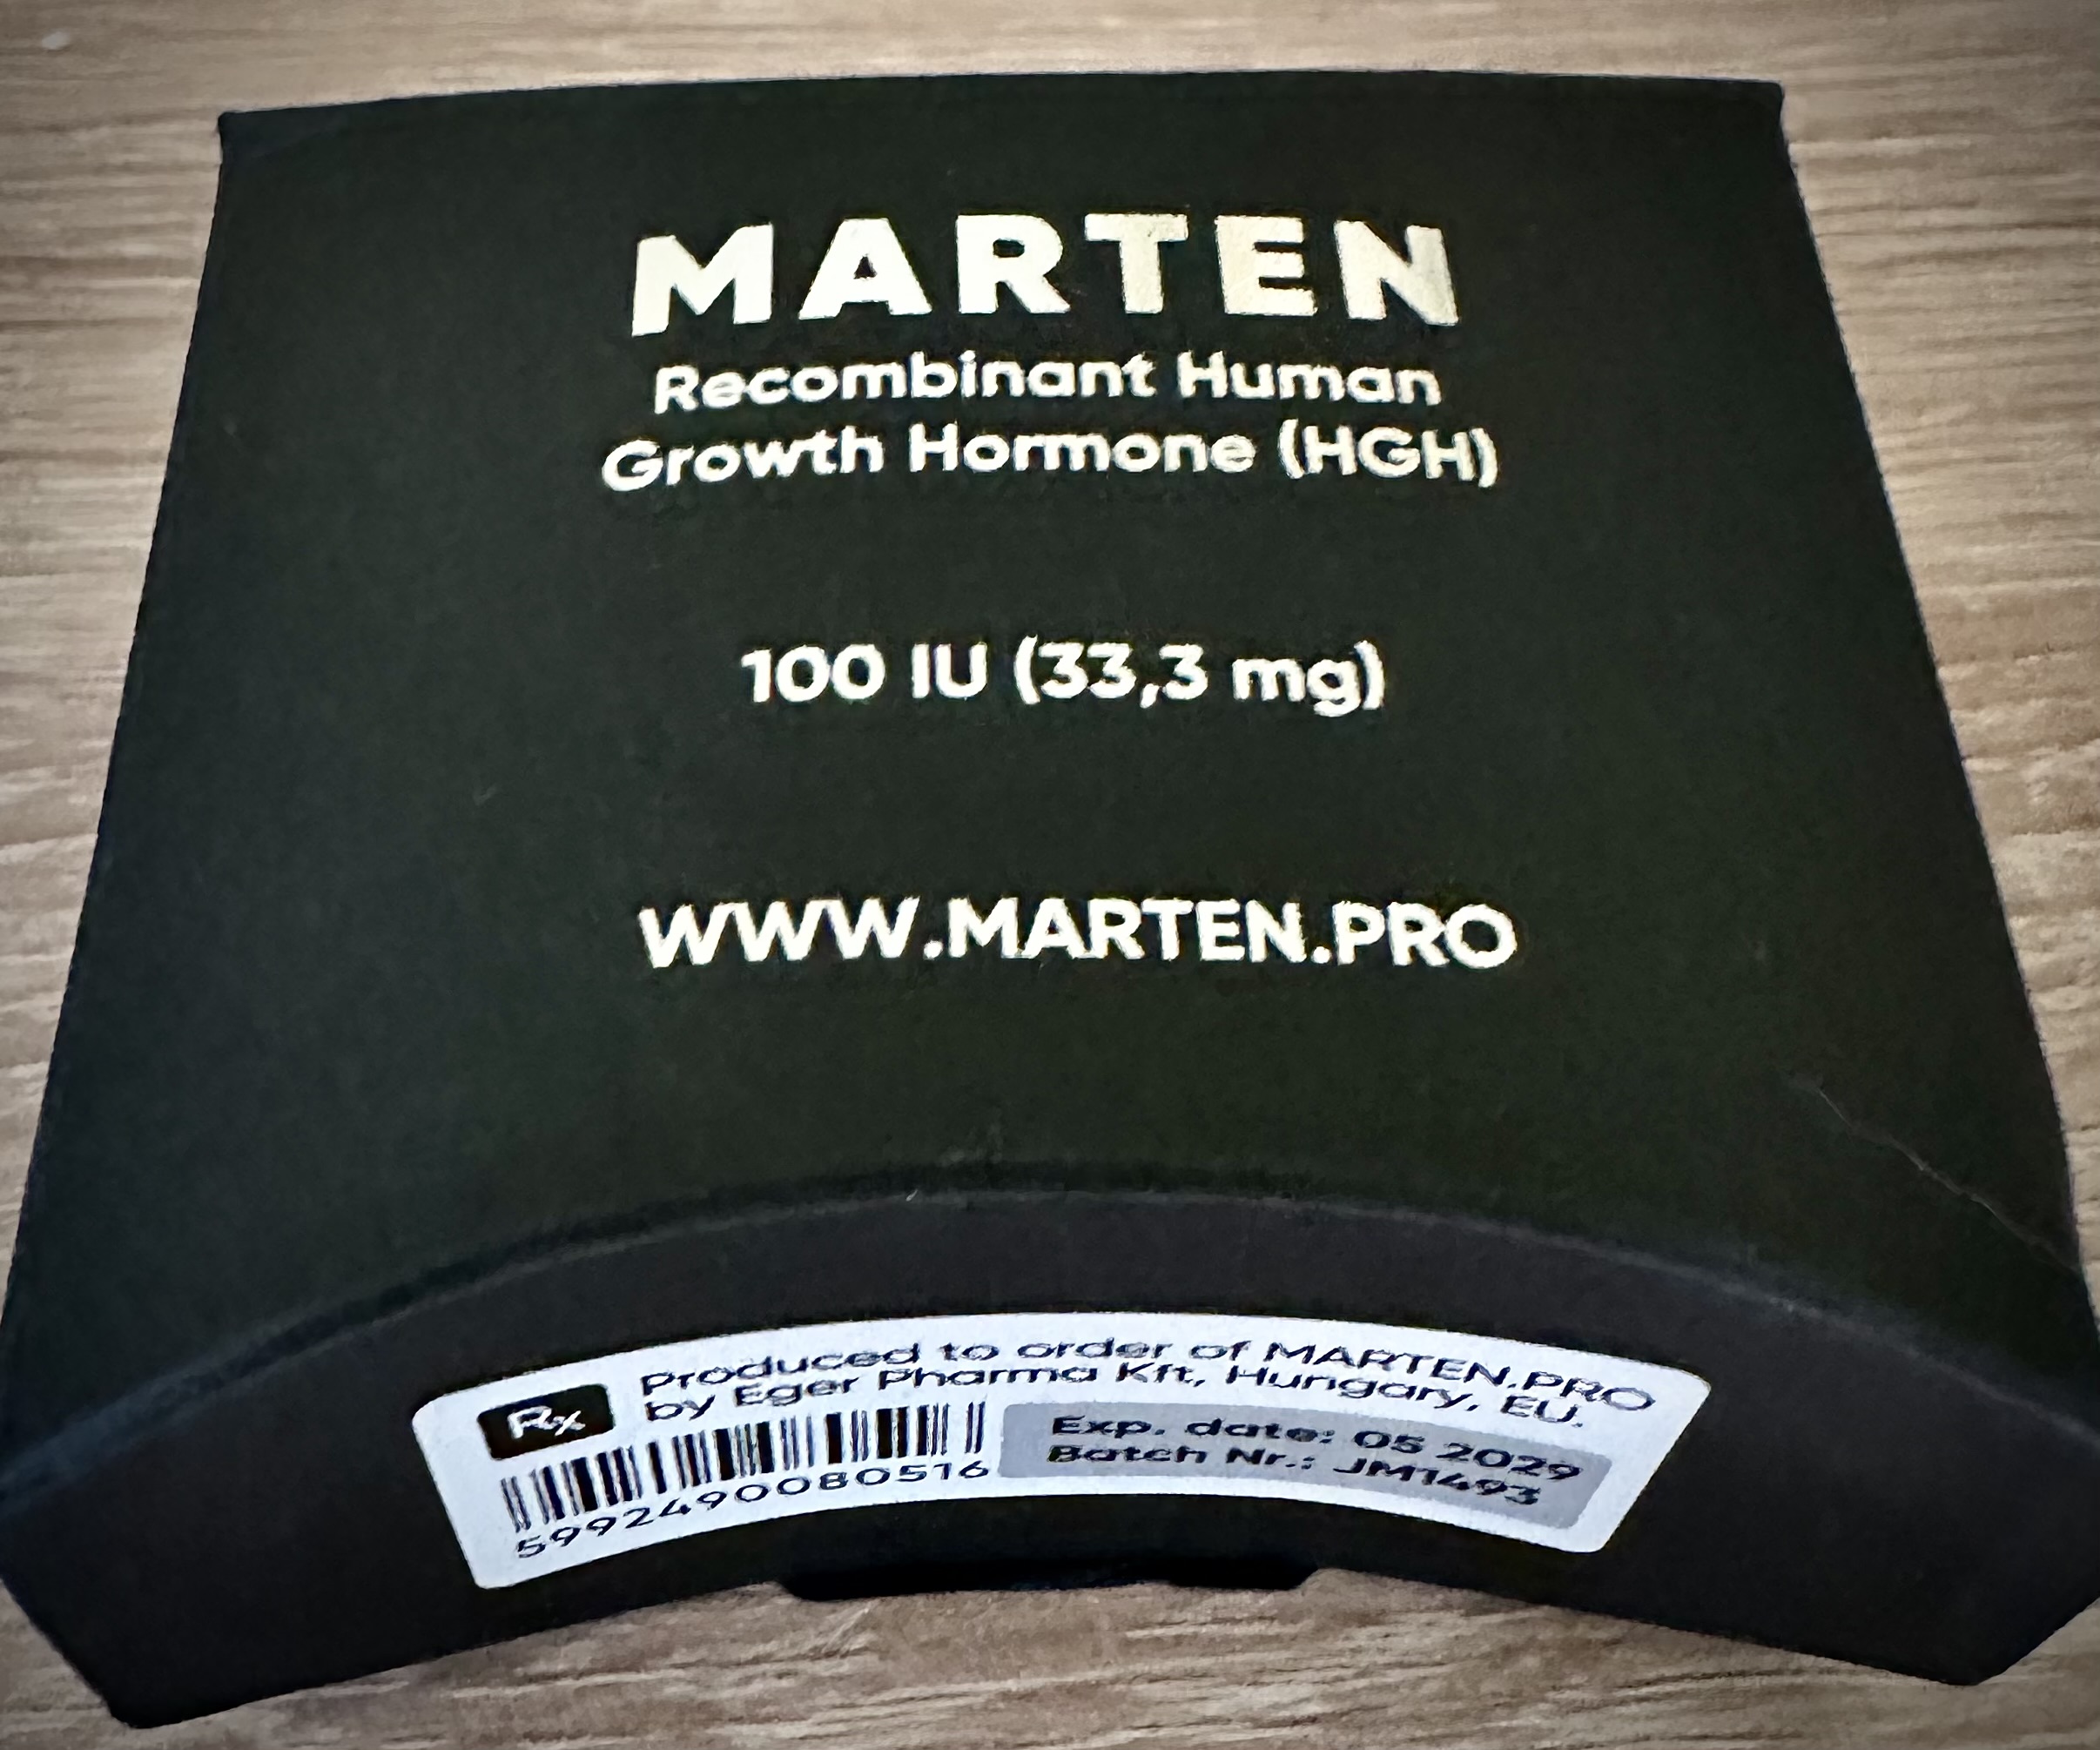 MARTEN
Recombinant Human
Growth Hormone (HGH)
100 IU (33,3 mg)
WWW.MARTEN.PRO
Rx
Produced to order of MARTEN.PRO
by Eger Pharma Kft, Hungary, EU.
5992490080516
Exp. date: 05 2029
Batch Nr.: JM1493